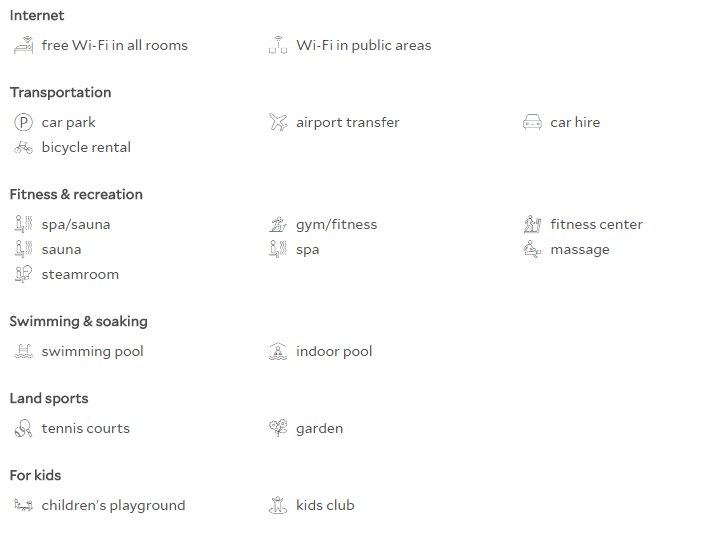 Internet
free Wi-Fi in all rooms
Wi-Fi in public areas
Transportation
car park
airport transfer
car hire
bicycle rental
Fitness & recreation
spa/sauna
gym/fitness
fitness center
sauna
spa
massage
steamroom
Swimming & soaking
swimming pool
indoor pool
Land sports
tennis courts
garden
For kids
children's playground
kids club